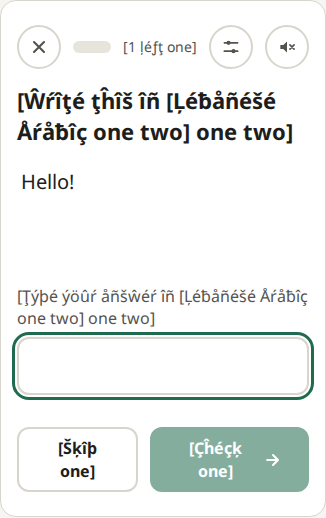 [1 ļéƒţ one]
[Ŵŕîţé ţĥîš îñ [Ļéƀåñéšé
Åŕåƀîç one two] one two]
Hello!
[Ţýþé ýöûŕ åñšŵéŕ îñ [Ļéƀåñéšé Åŕåƀîç
one two] one two]
[Šķîþ
one]
[Çĥéçķ
one]